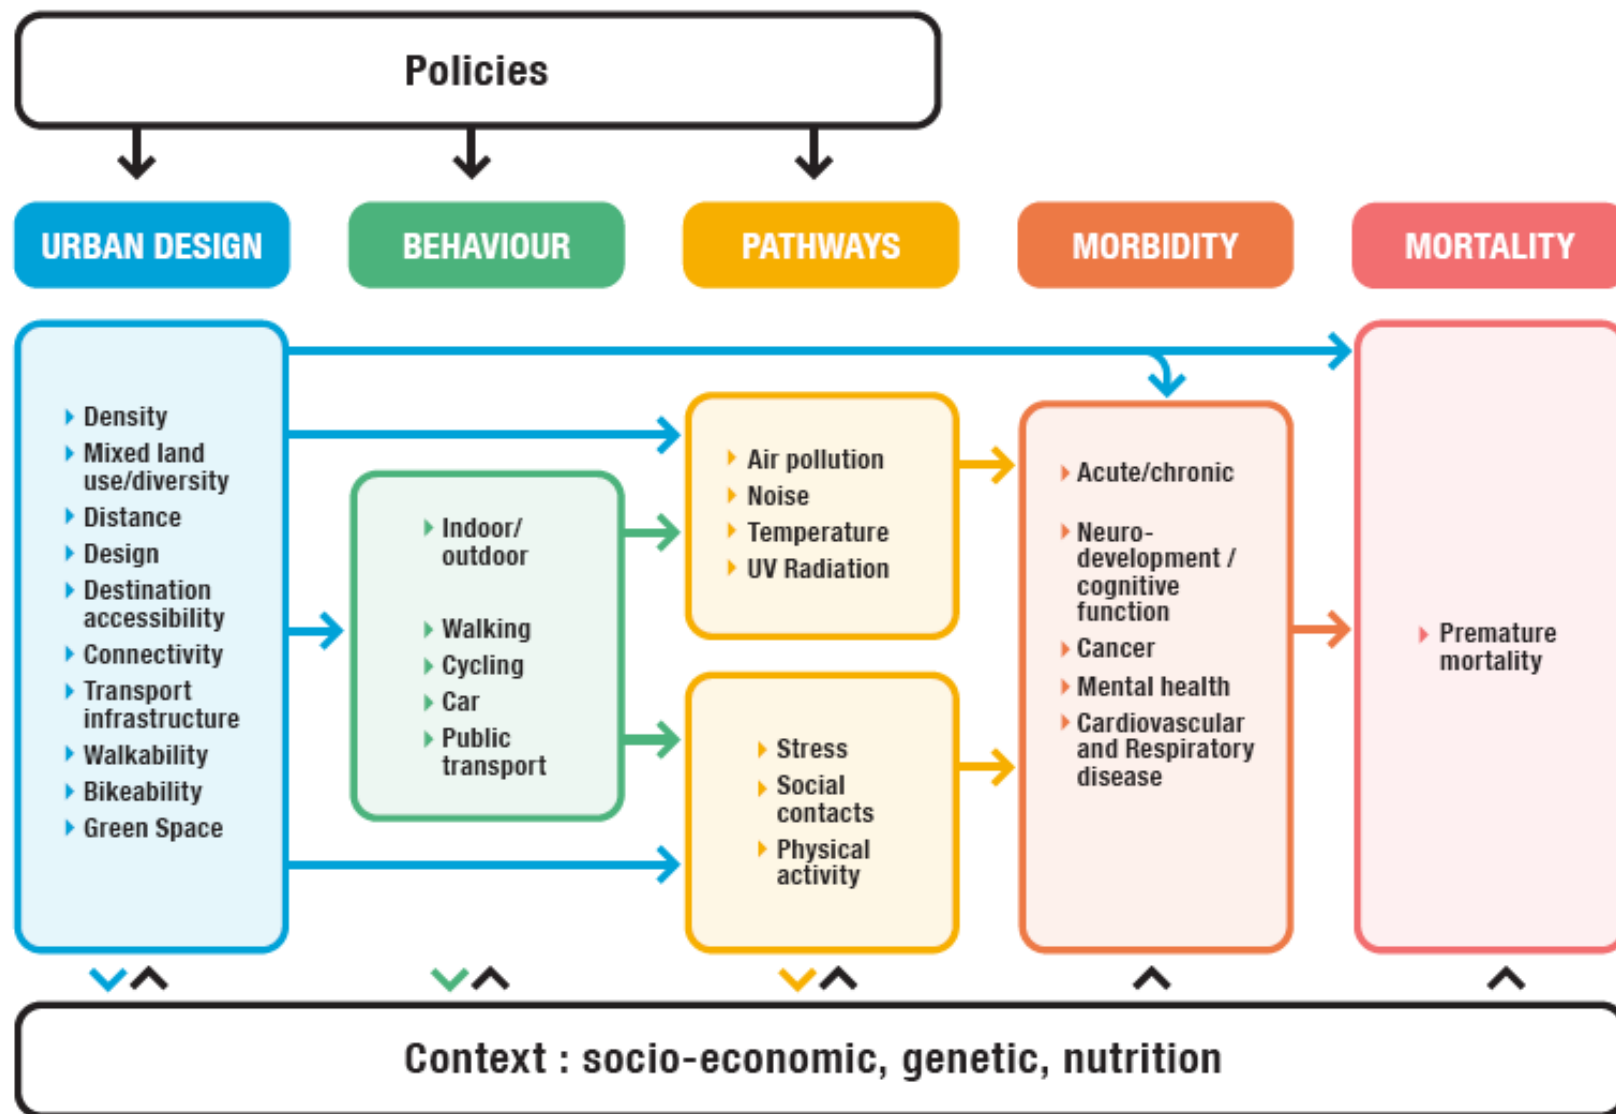 Policies
URBAN DESIGN
BEHAVIOUR
PATHWAYS
MORBIDITY
MORTALITY
Density
Mixed land
use/diversity
Distance
Design
Destination
accessibility
Connectivity
Transport
infrastructure
Walkability
Bikeability
Green Space
Indoor/
outdoor
Walking
Cycling
Car
Public
transport
Air pollution
Noise
Temperature
UV Radiation
Stress
Social
contacts
Physical
activity
Acute/chronic
Neuro-
development /
cognitive
function
Cancer
Mental health
Cardiovascular
and Respiratory
disease
Premature
mortality
Context : socio-economic, genetic, nutrition